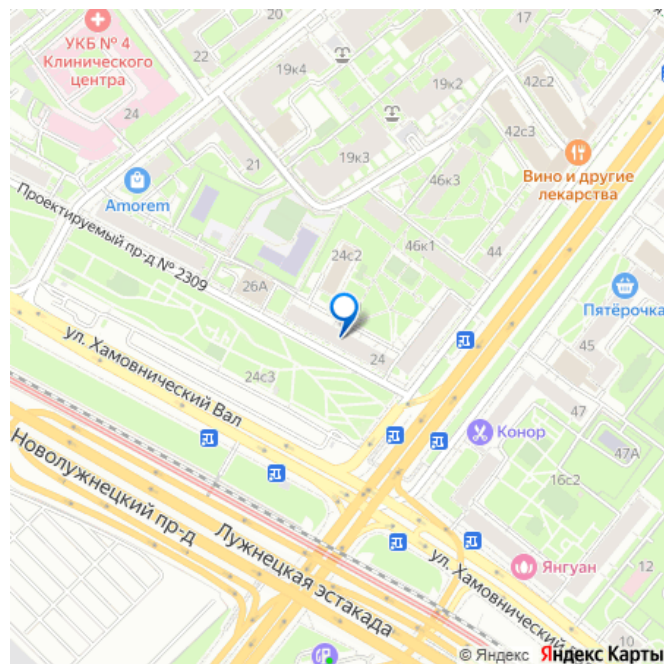 17
УКБ № 4
Клинического
центра
22
19к4
42с2
19к2
24
42с3
21
19к3
Вино и другие
лекарства
Amorem
46к3
Проектируемый пр-д № 2309
24с2
46к1
44
26А
Пятёрочка
ул. Хамовнический Вал
24
45
24с3
47
Конор
47А
Новолужнецкий пр-д
16с2
Лужнецкая эстакада
ул. Хамовнический
Янгуан
12
10
© Яндекс Яндекс Карты